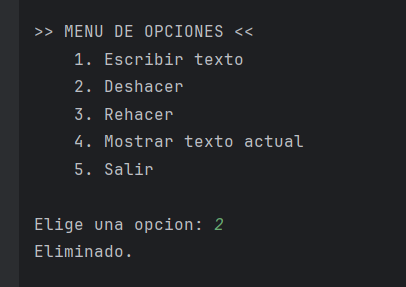 >> MENU DE OPCIONES <<
1. Escribir texto
2. Deshacer
3. Rehacer
4. Mostrar texto actual
5. Salir
Elige una opcion: 2
Eliminado.